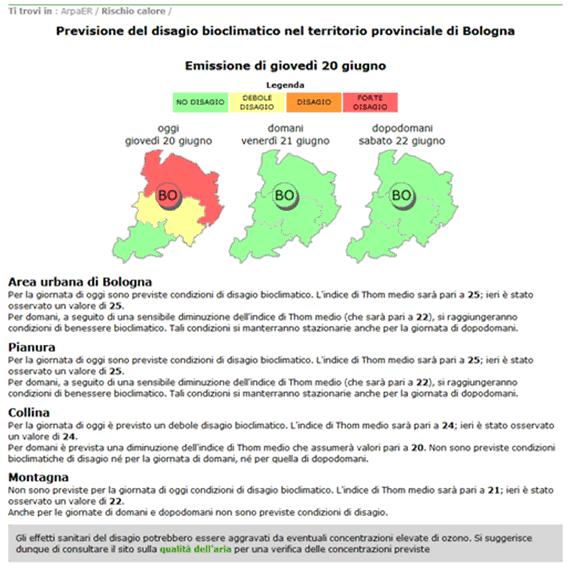 Ti trovi in : ArpaER / Rischio calore /
Previsione del disagio bioclimatico nel territorio provinciale di Bologna
Emissione di giovedì 20 giugno
Legenda
NO DISAGIO
DEBOLE DISAGIO
DISAGIO
FORTE DISAGIO
oggi
giovedì 20 giugno
domani
venerdì 21 giugno
dopodomani
sabato 22 giugno
BO
BO
BO
Area urbana di Bologna
Per la giornata di oggi sono previste condizioni di disagio bioclimatico. L'indice di Thom medio sarà pari a 25; ieri è stato
osservato un valore di 25.
Per domani, a seguito di una sensibile diminuzione dell'indice di Thom medio (che sarà pari a 22), si raggiungeranno
condizioni di benessere bioclimatico. Tali condizioni si manterranno stazionarie anche per la giornata di dopodomani.
Pianura
Per la giornata di oggi sono previste condizioni di disagio bioclimatico. L'indice di Thom medio sarà pari a 25; ieri è stato
osservato un valore di 25.
Per domani, a seguito di una sensibile diminuzione dell'indice di Thom medio (che sarà pari a 22), si raggiungeranno
condizioni di benessere bioclimatico. Tali condizioni si manterranno stazionarie anche per la giornata di dopodomani.
Collina
Per la giornata di oggi è previsto un debole disagio bioclimatico. L'indice di Thom medio sarà pari a 24; ieri è stato osservato
un valore di 24.
Per domani è prevista una diminuzione dell'indice di Thom medio che assumerà valori pari a 20. Non sono previste condizioni
bioclimatiche di disagio né per la giornata di domani, né per quella di dopodomani.
Montagna
Non sono previste per la giornata di oggi condizioni di disagio bioclimatico. L'indice di Thom medio sarà pari a 21; ieri è stato
osservato un valore di 22.
Anche per le giornate di domani e dopodomani non sono previste condizioni di disagio.
Gli effetti sanitari del disagio potrebbero essere aggravati da eventuali concentrazioni elevate di ozono. Si suggerisce
dunque di consultare il sito sulla qualità dell'aria per una verifica delle concentrazioni previste